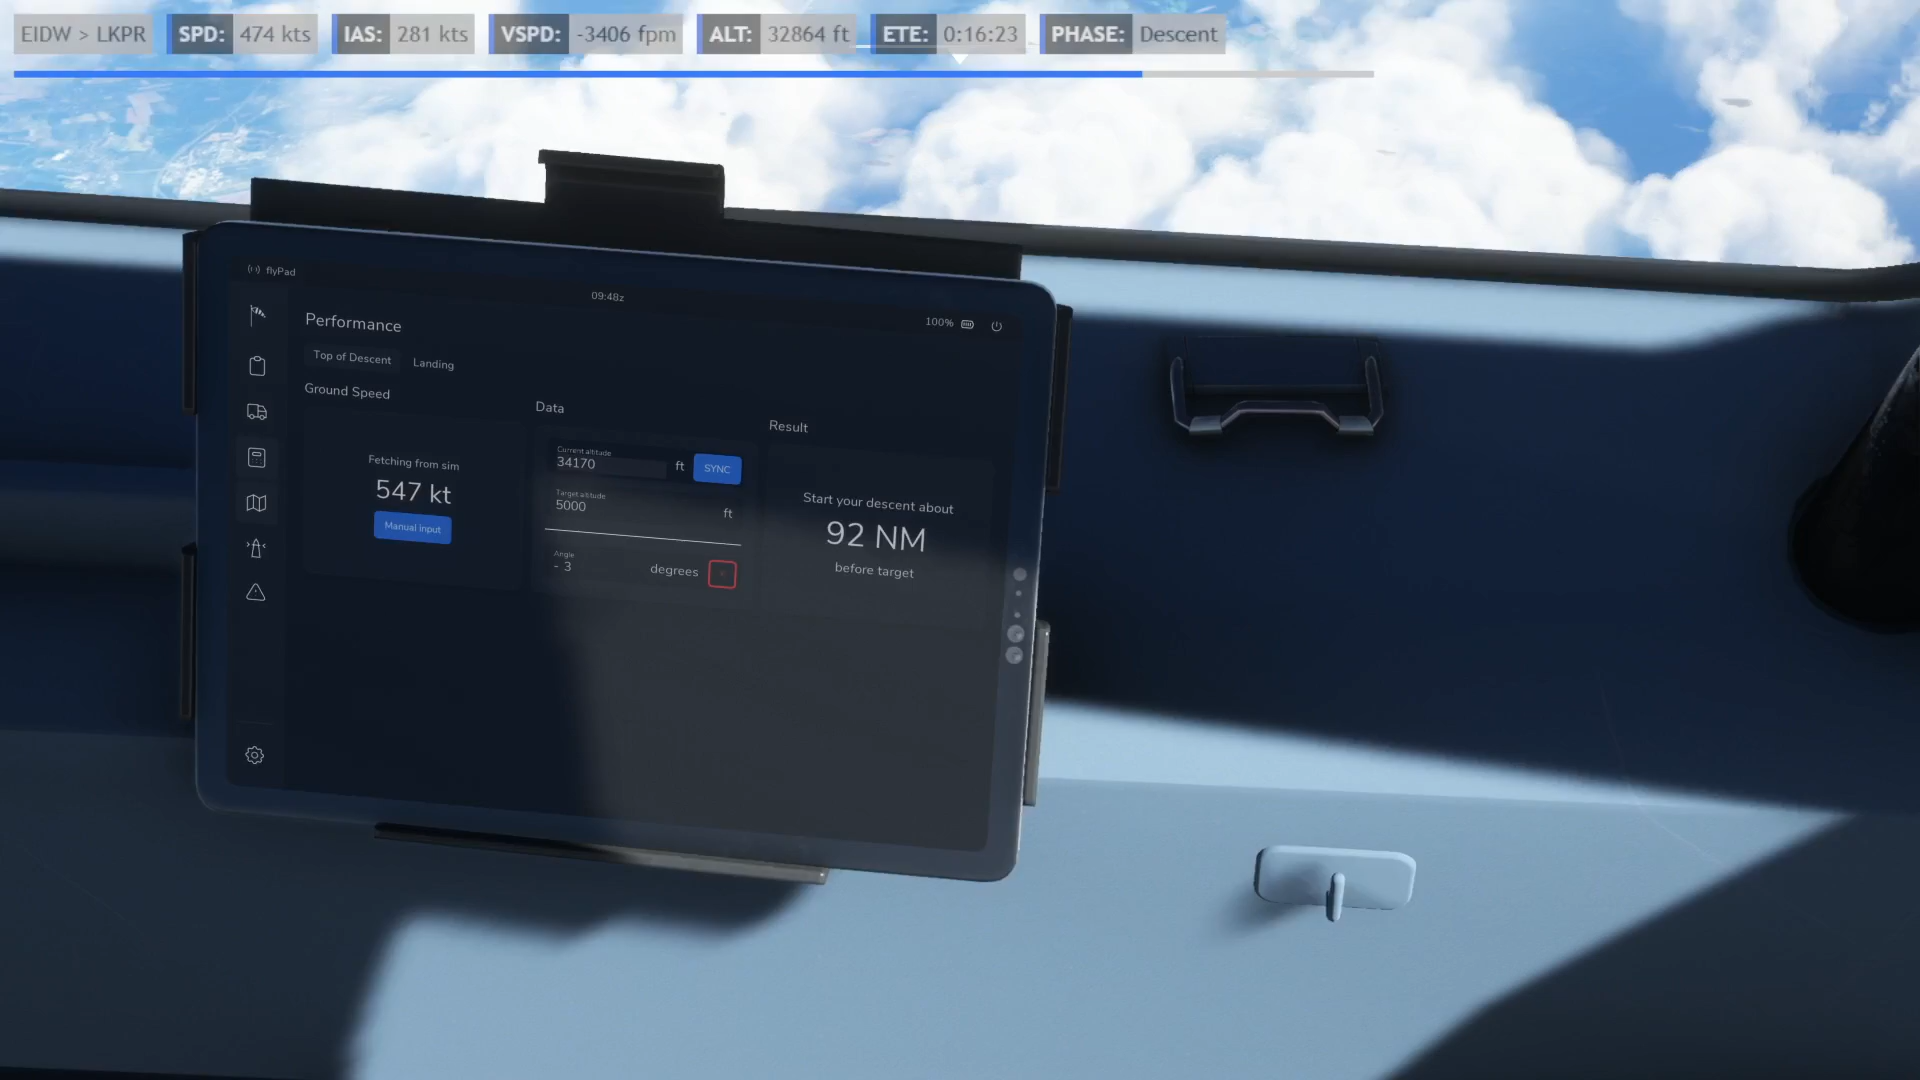 EIDW > LKPR SPD: 474 kts IAS: 281 kts VSPD: -3406 fpm ALT: 32864 ft ETE: 0:16:23 PHASE: Descent
flyPad
09:48z
100%
Performance
Top of Descent Landing
Ground Speed
Fetching from sim
547 kt
Manual input
Data
Current altitude
34170 ft SYNC
Target altitude
5000 ft
Angle
- 3 degrees
Result
Start your descent about
92 NM
before target